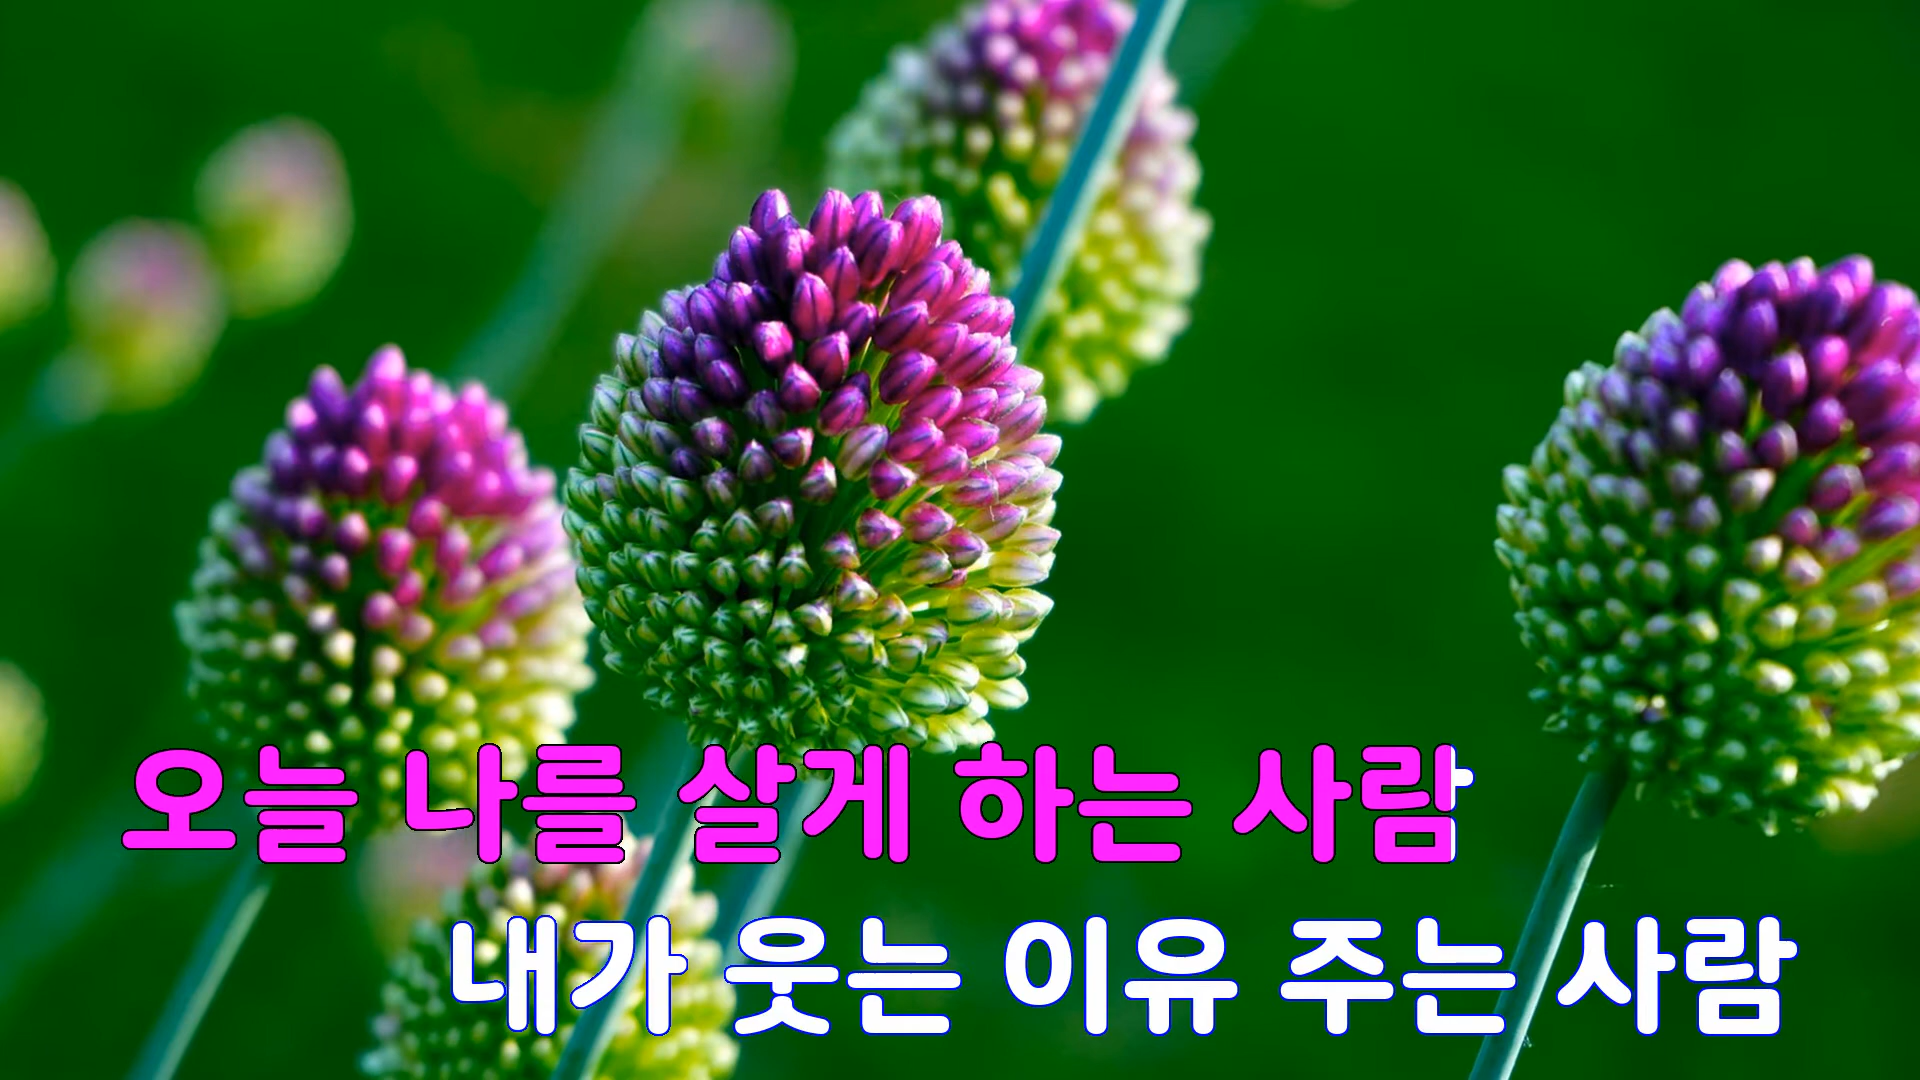 오늘 나를 살게 하는 사람
내가 웃는 이유 주는 사람